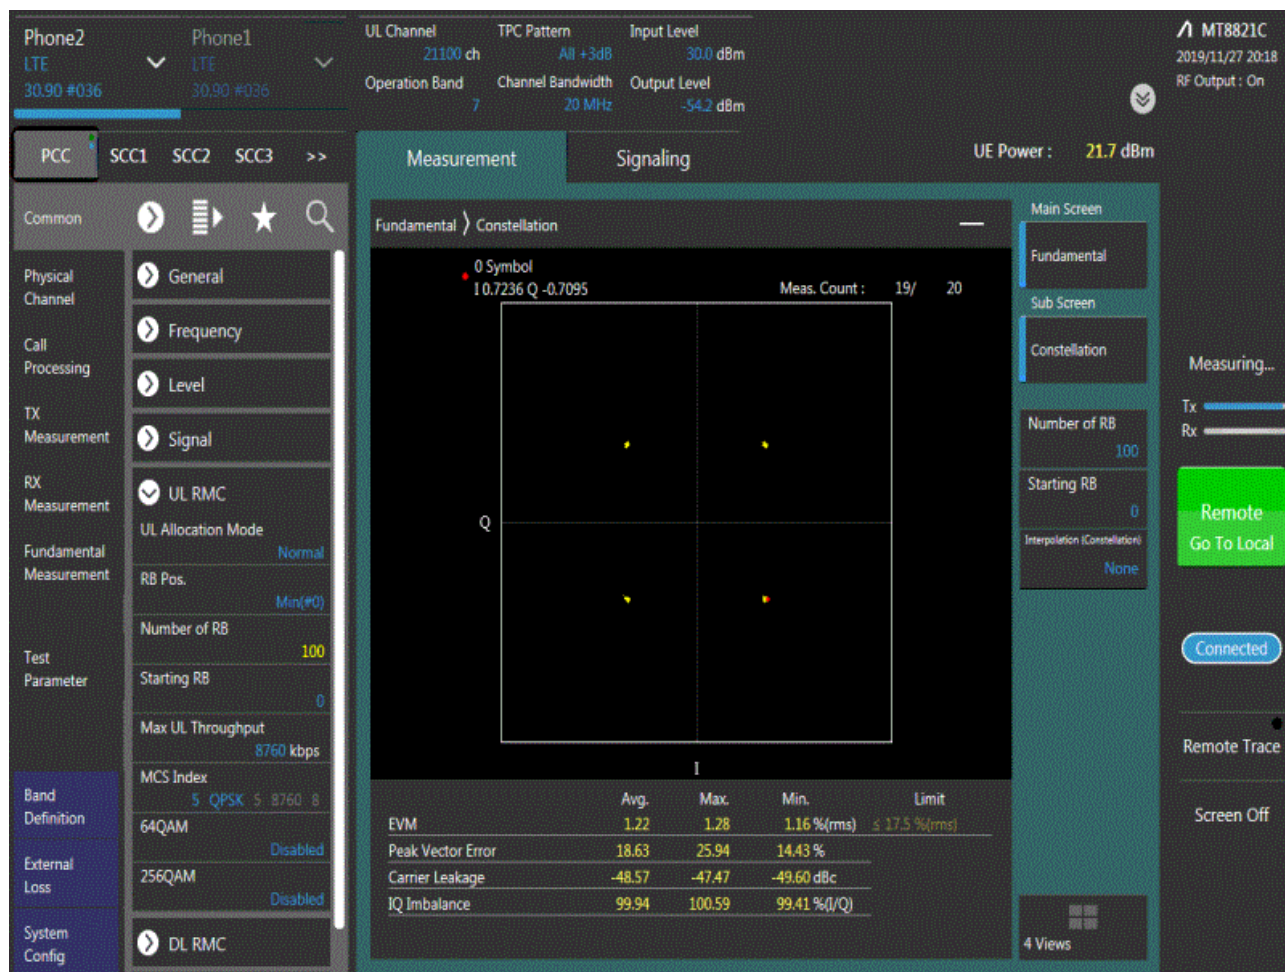 Phone2
LTE
30.90 #036
Phone1
LTE
30.90 #036
UL Channel
21100 ch
TPC Pattern
All +3dB
Input Level
30.0 dBm
Operation Band
7
Channel Bandwidth
20 MHz
Output Level
-54.2 dBm
MT8821C
2019/11/27 20:18
RF Output : On
PCC SCC1 SCC2 SCC3 >>
Measurement Signaling
UE Power : 21.7 dBm
Common
Physical
Channel
Call
Processing
TX
Measurement
RX
Measurement
Fundamental
Measurement
Test
Parameter
Band
Definition
External
Loss
System
Config
General
Frequency
Level
Signal
UL RMC
UL Allocation Mode
Normal
RB Pos.
Min(#0)
Number of RB
100
Starting RB
0
Max UL Throughput
8760 kbps
MCS Index
5 QPSK 5 8760 8
64QAM
Disabled
256QAM
Disabled
DL RMC
Fundamental Constellation
0 Symbol
I 0.7236 Q -0.7095
Meas. Count : 19/ 20
Q
I
Avg. Max. Min. Limit
EVM 1.22 1.28 1.16 %(rms) ≤ 17.5 %(rms)
Peak Vector Error 18.63 25.94 14.43 %
Carrier Leakage -48.57 -47.47 -49.60 dBc
IQ Imbalance 99.94 100.59 99.41 %(I/Q)
Main Screen
Fundamental
Sub Screen
Constellation
Number of RB
100
Starting RB
0
Interpolation (Constellation)
None
4 Views
Measuring...
Tx
Rx
Remote
Go To Local
Connected
Remote Trace
Screen Off